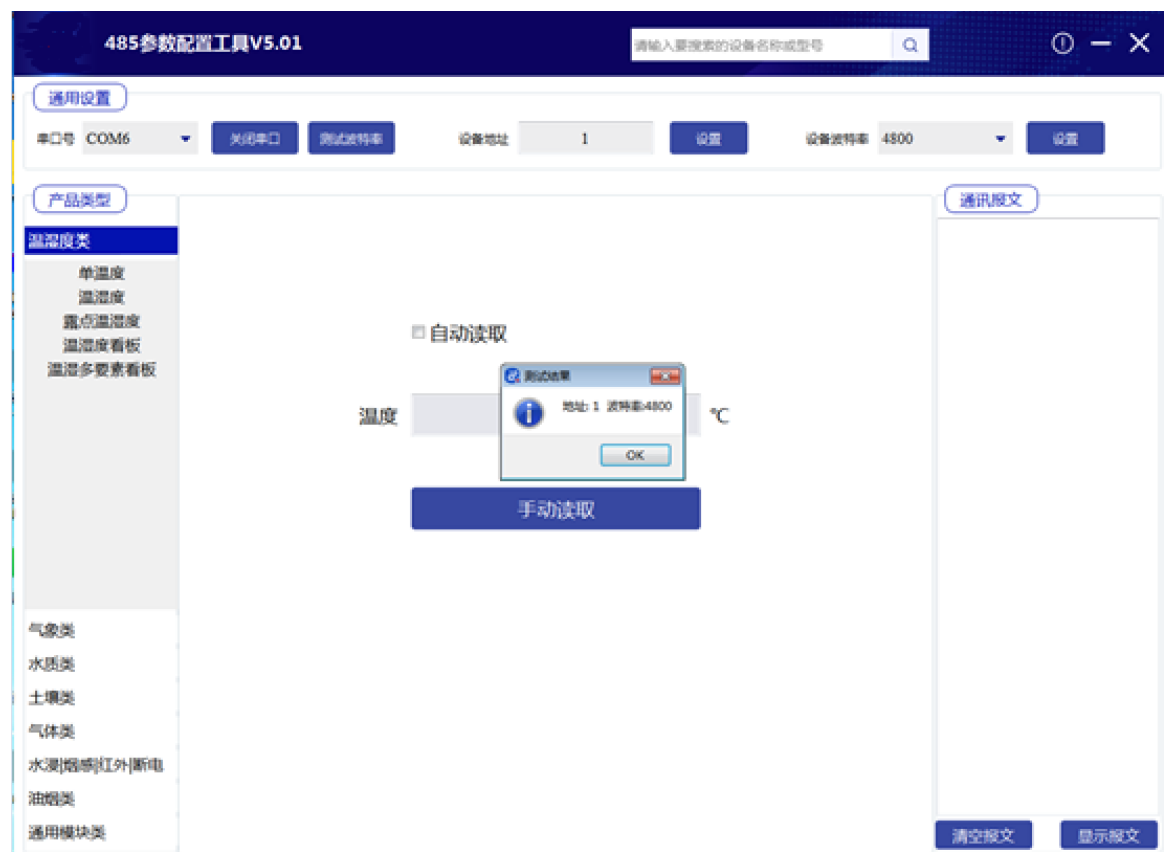 485参数配置工具V5.01
请输入要搜索的设备名称或型号
通用设置
串口号 COM6 关闭串口 测试波特率 设备地址 1 设置 设备波特率 4800 设置
产品类型
温湿度类
单温度
温湿度
露点温湿度
温湿度看板
温湿多要素看板
气象类
水质类
土壤类
气体类
水浸|烟感|红外|断电
油烟类
通用模块类
自动读取
温度 ℃
手动读取
测试结果
地址: 1 波特率:4800
OK
通讯报文
清空报文 显示报文